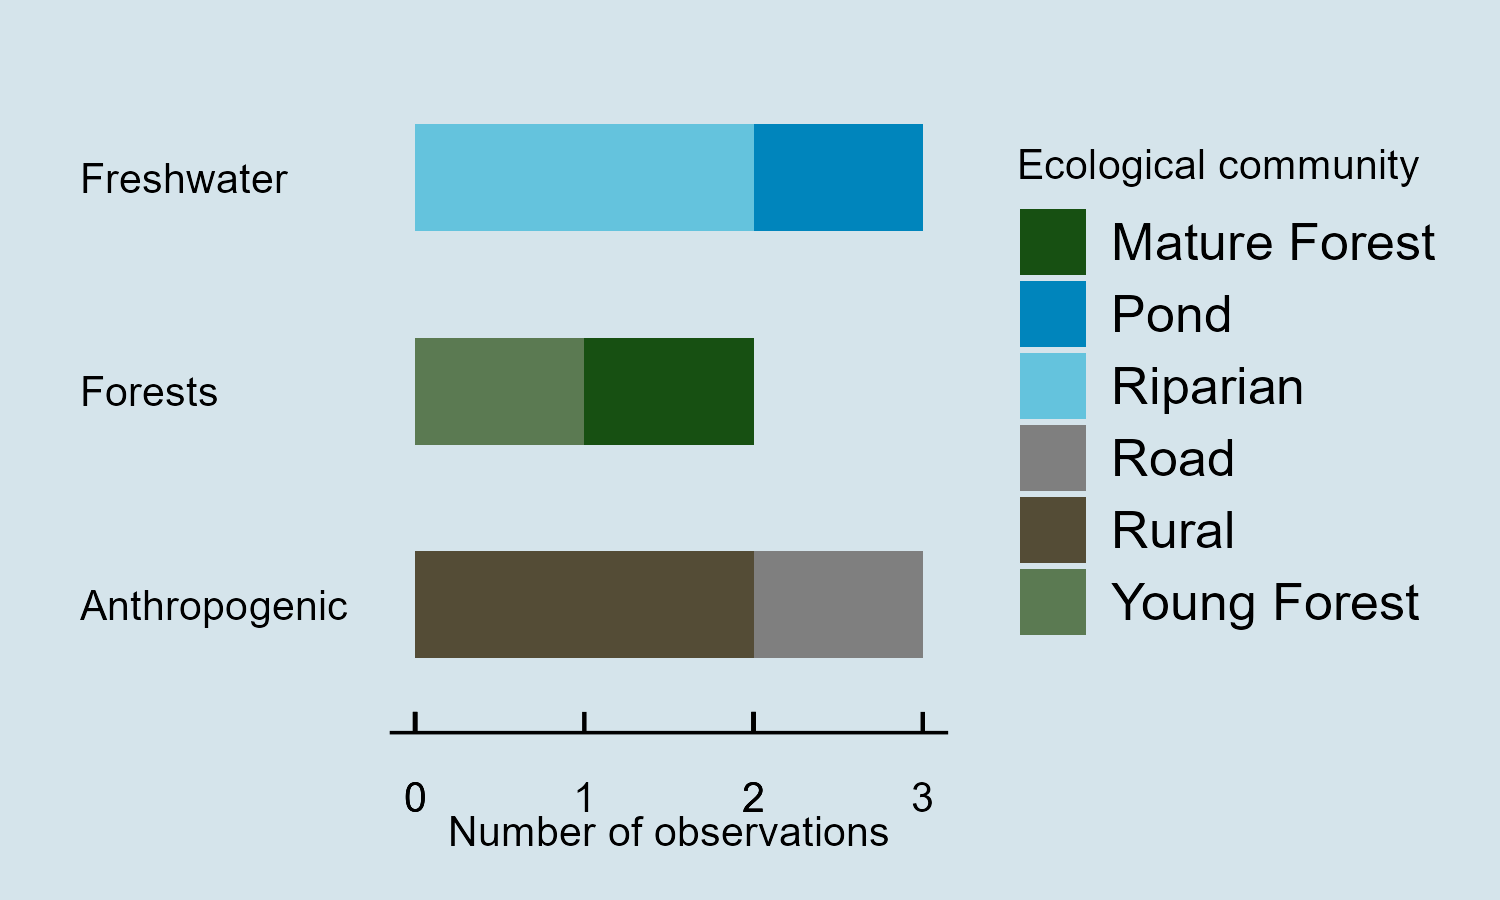 Freshwater
Forests
Anthropogenic
0 1 2 3
Number of observations
Ecological community
Mature Forest
Pond
Riparian
Road
Rural
Young Forest